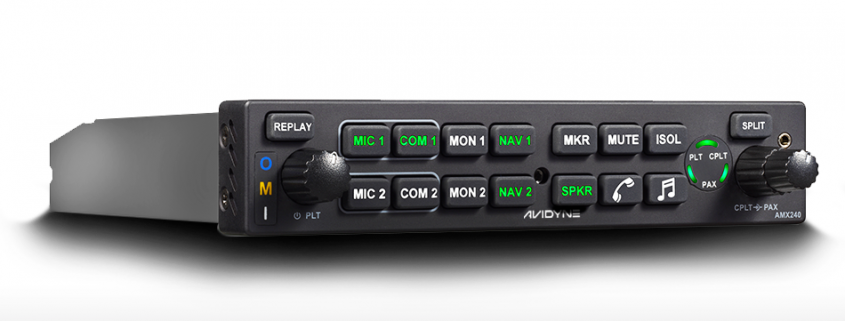 REPLAY
MIC 1 COM 1 MON 1 NAV 1 MKR MUTE ISOL SPLIT
O
M
I
PLT CPLT
PAX
MIC 2 COM 2 MON 2 NAV 2 SPKR
PLT
AVIDYNE
CPLT PAX
AMX240